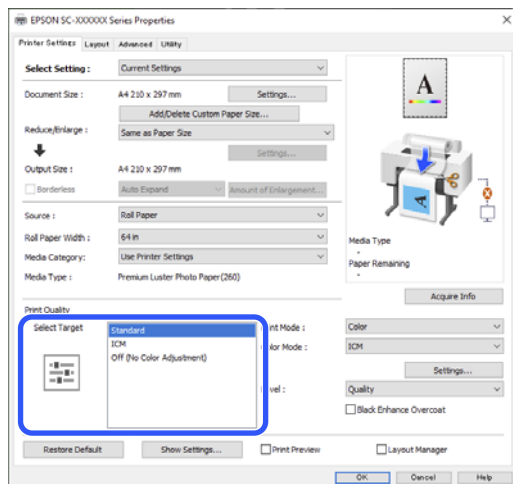 EPSON SC-XXXXXX Series Properties
Printer Settings Layout Advanced Utility
Select Setting : Current Settings
Document Size : A4 210 x 297 mm Settings...
Add/Delete Custom Paper Size...
Reduce/Enlarge : Same as Paper Size
Settings...
Output Size : A4 210 x 297 mm
Borderless Auto Expand Amount of Enlargement...
Source : Roll Paper
Roll Paper Width : 64 in
Media Category: Use Printer Settings
Media Type : Premium Luster Photo Paper(260)
A
Media Type
-
Paper Remaining
-
Acquire Info
Print Quality
Select Target
Standard
ICM
Off (No Color Adjustment)
int Mode : Color
lor Mode : ICM
Settings...
evel : Quality
Black Enhance Overcoat
Restore Default Show Settings... Print Preview Layout Manager
OK Cancel Help